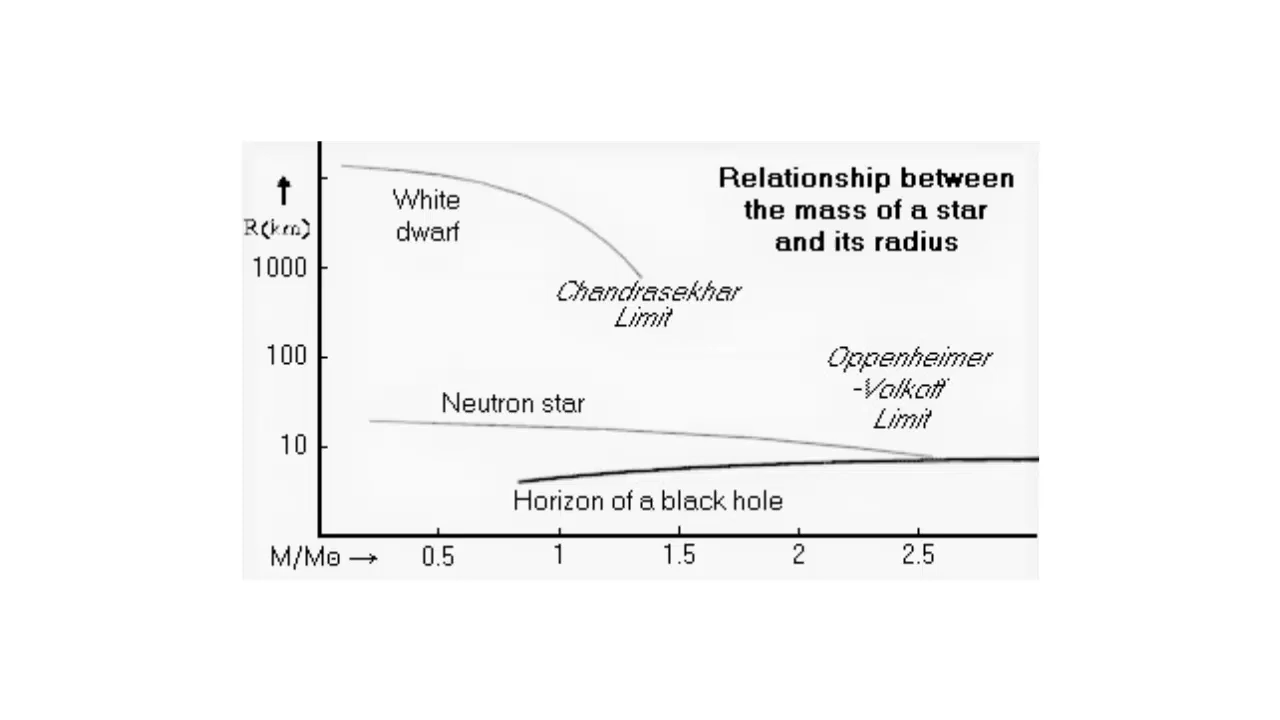 Relationship between
the mass of a star
and its radius
R(km)
White
dwarf
1000
Chandrasekhar
Limit
100
Oppenheimer
-Volkoff
Limit
Neutron star
10
Horizon of a black hole
M/M⊙ → 0.5 1 1.5 2 2.5